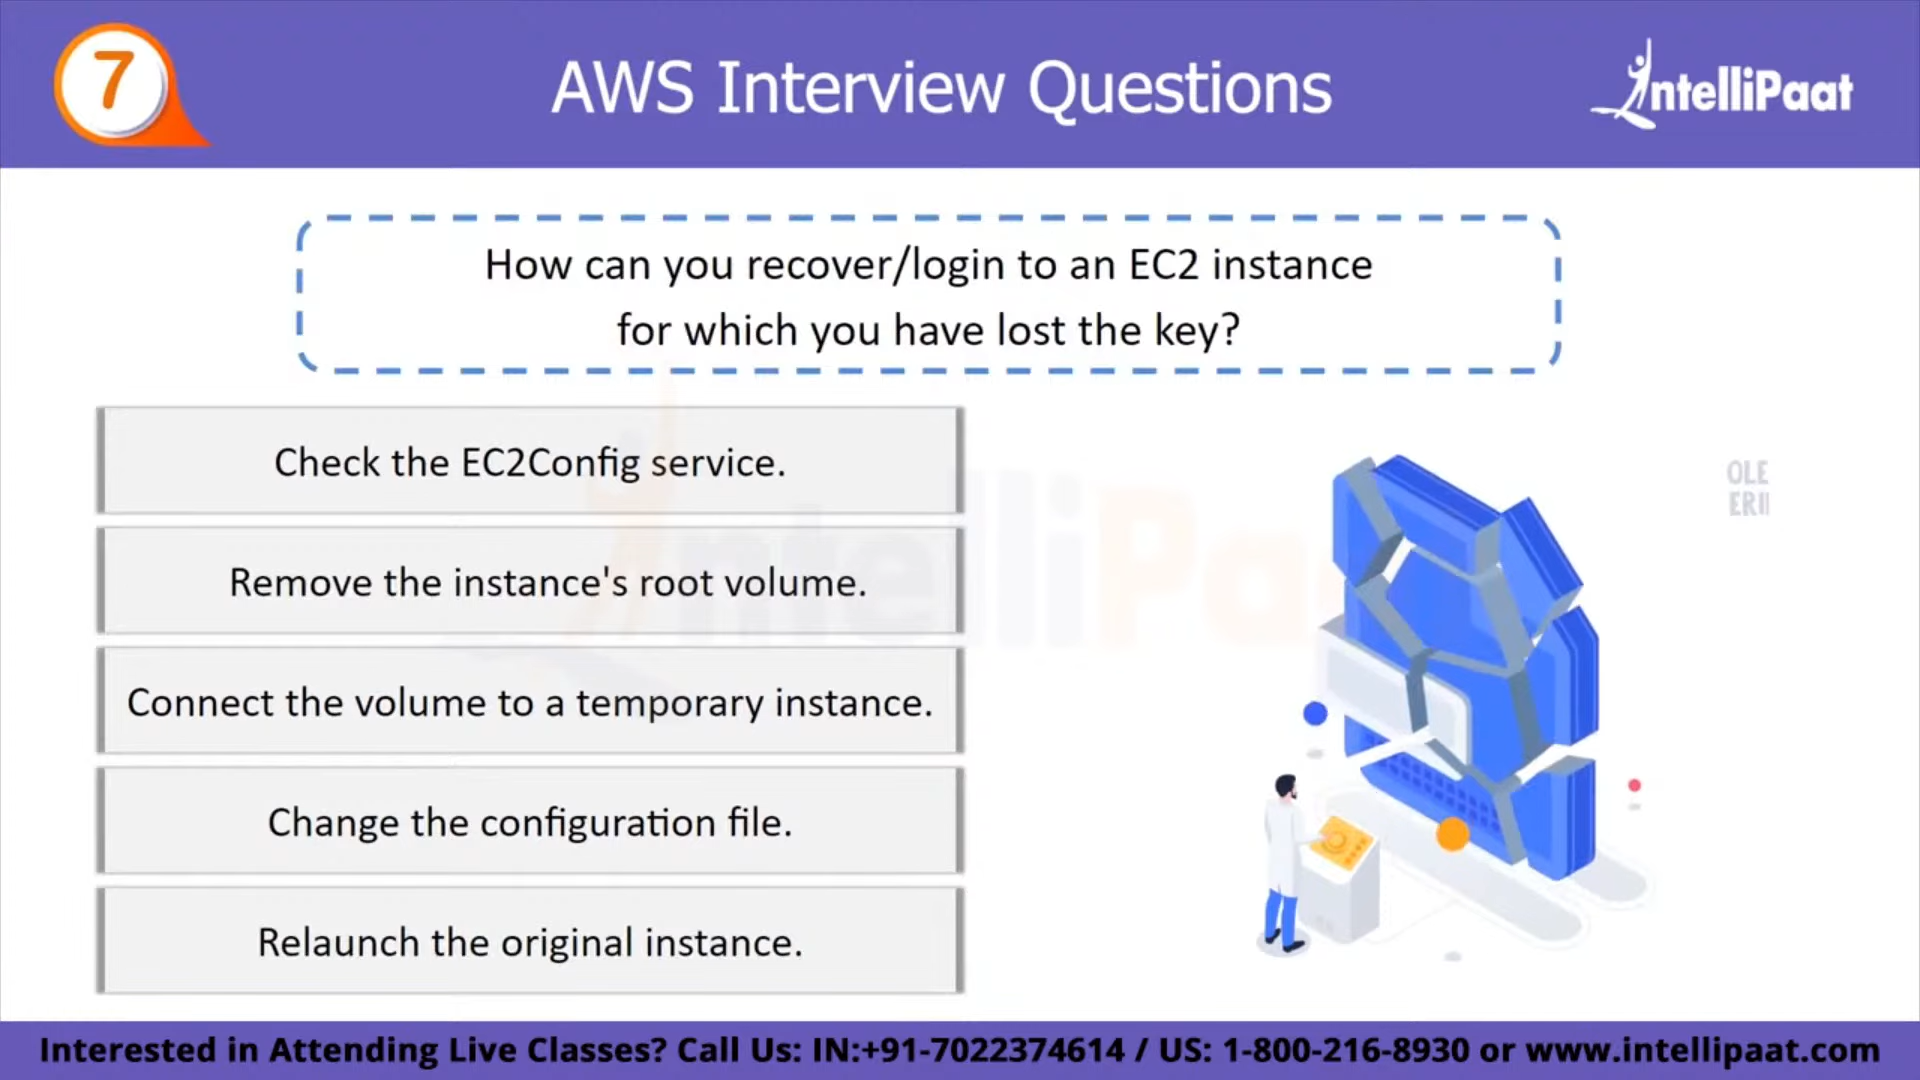 7
AWS Interview Questions
IntelliPaat
How can you recover/login to an EC2 instance
for which you have lost the key?
Check the EC2Config service.
Remove the instance's root volume.
Connect the volume to a temporary instance.
Change the configuration file.
Relaunch the original instance.
OLE
Interested in Attending Live Classes? Call Us: IN:+91-7022374614 / US: 1-800-216-8930 or www.intellipaat.com